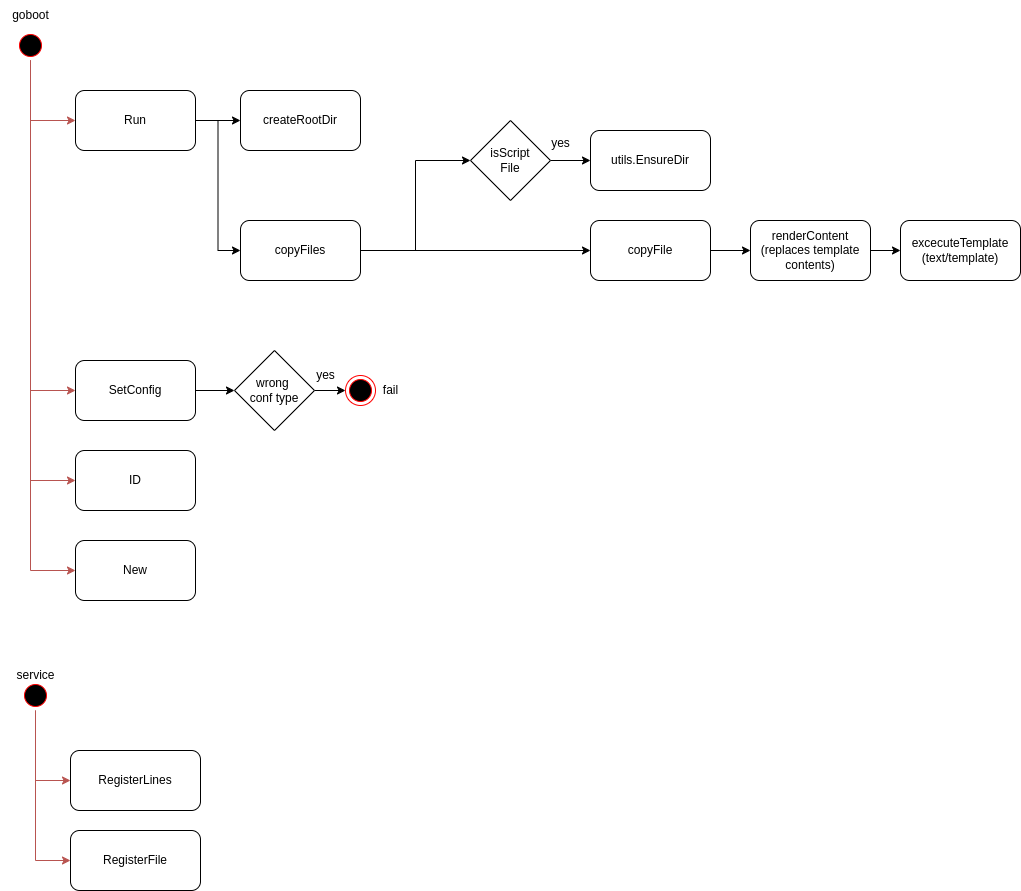 goboot
Run
createRootDir
isScript
File
yes
utils.EnsureDir
copyFiles
copyFile
renderContent
(replaces template
contents)
excecuteTemplate
(text/template)
SetConfig
wrong
conf type
yes
fail
ID
New
service
RegisterLines
RegisterFile